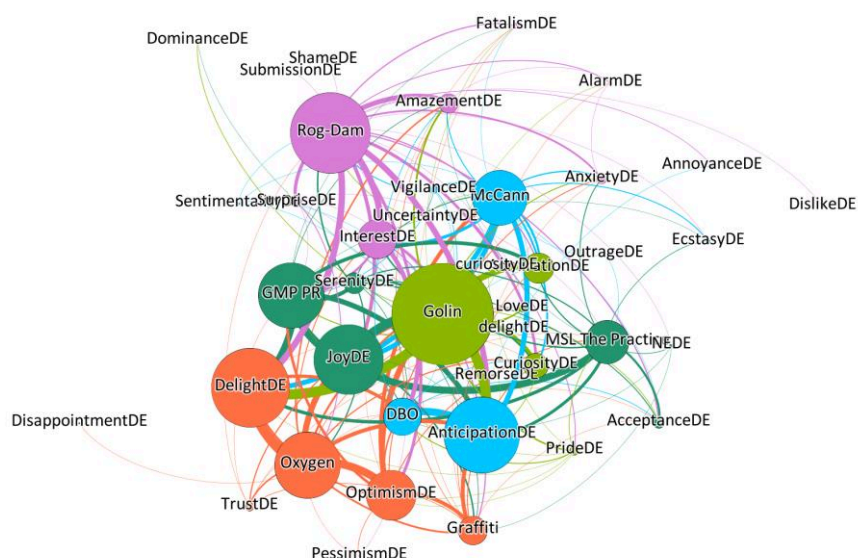 FatalismDE
DominanceDE
ShameDE
SubmissionDE
AlarmDE
AmazementDE
Rog-Dam
AnnoyanceDE
AnxietyDE
VigilanceDE
McCann
SurpriseDE
DislikeDE
UncertaintyDE
InterestDE
EcstasyDE
OutrageDE
curiosityDE
SerenityDE
GMP PR
LoveDE
Golin
delightDE
MSL The Practice
NEDE
JoyDE
CuriosityDE
RemorseDE
DelightDE
DBO
AcceptanceDE
DisappointmentDE
AnticipationDE
PrideDE
Oxygen
OptimismDE
TrustDE
Graffiti
PessimismDE